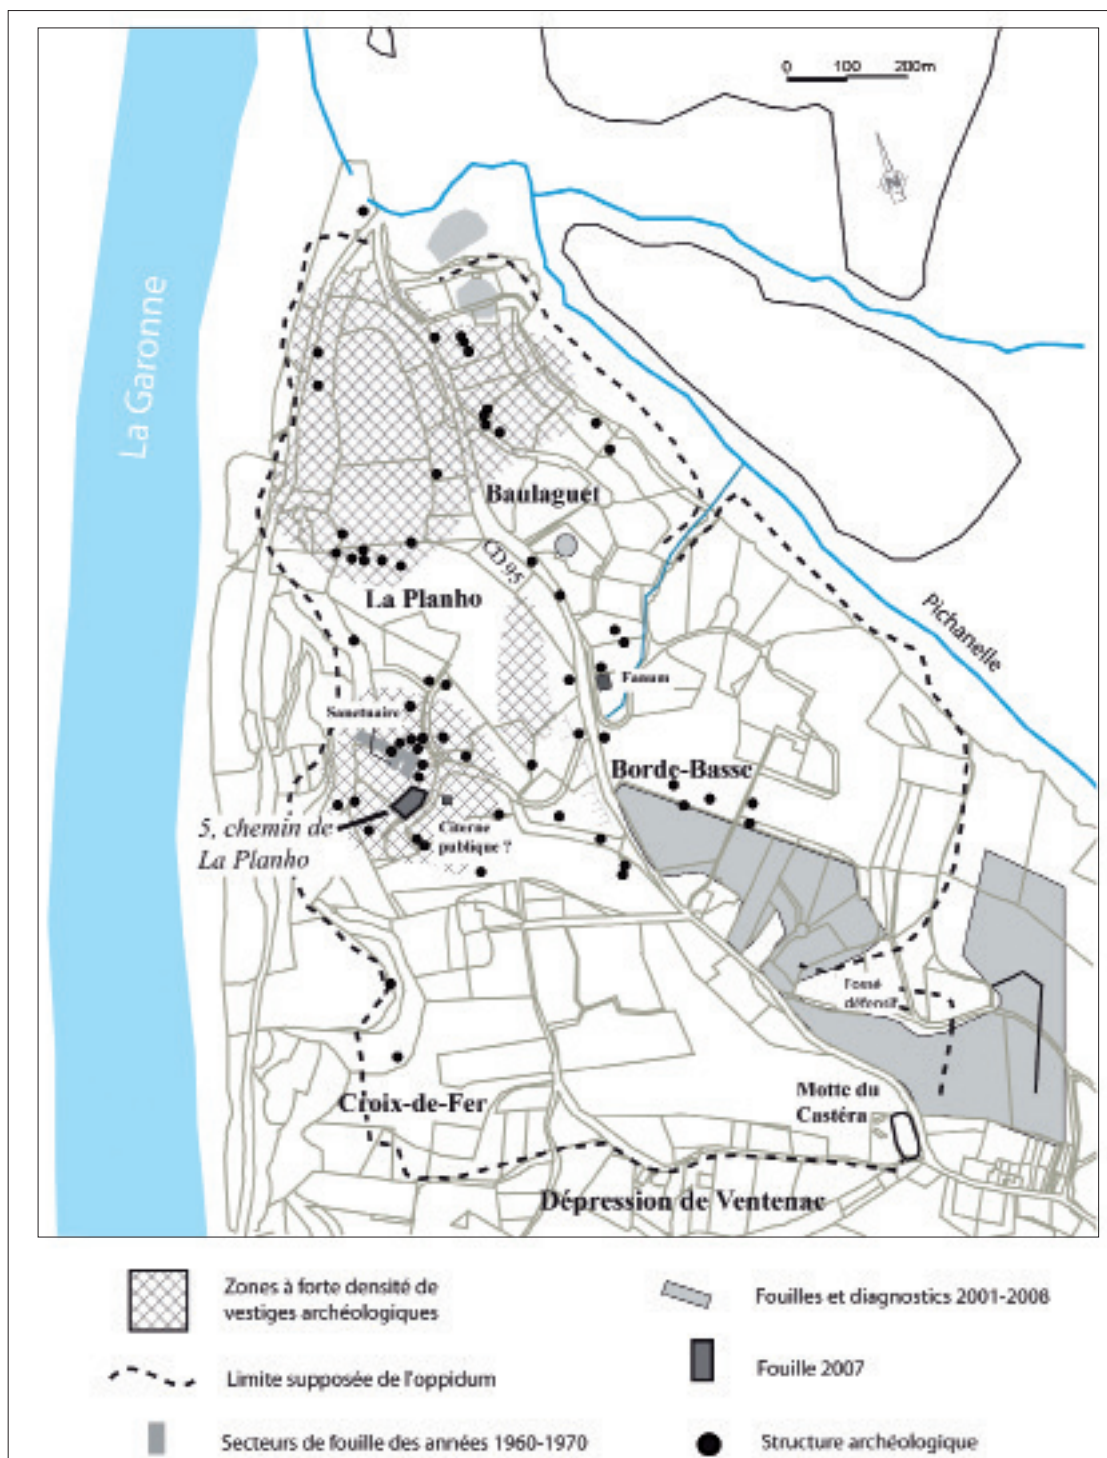 0 100 200m
N
La Garonne
Baulaguet
CD 95
La Planho
Pichanelle
Fanum
Sanctuaire
Borde-Basse
5, chemin de
La Planho
Citerne
publique ?
Fossé
défensif
Motte du
Castéra
Croix-de-Fer
Dépression de Ventenac
Zones à forte densité de
vestiges archéologiques
Fouilles et diagnostics 2001-2006
Limite supposée de l'oppidum
Fouille 2007
Secteurs de fouille des années 1960-1970
Structure archéologique